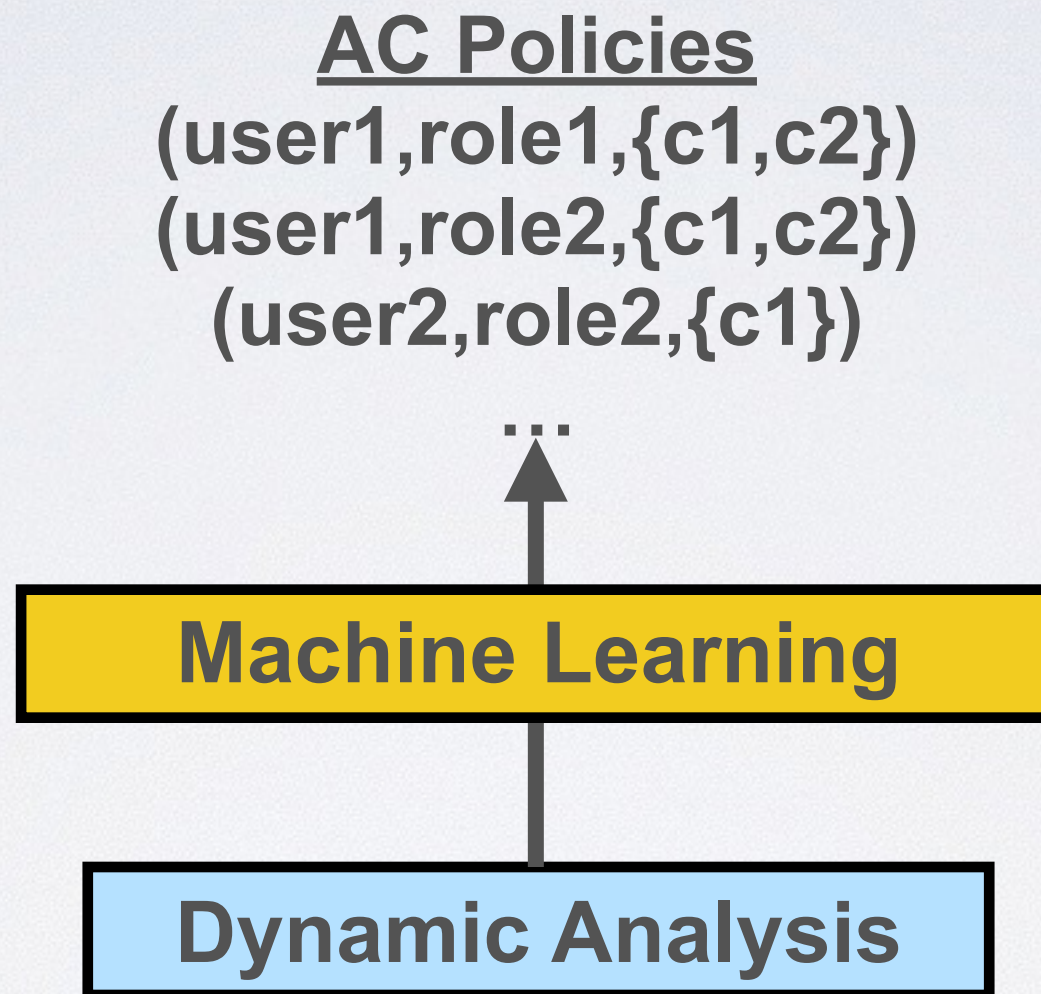 AC Policies
(user1,role1,{c1,c2})
(user1,role2,{c1,c2})
(user2,role2,{c1})
...
Machine Learning
Dynamic Analysis